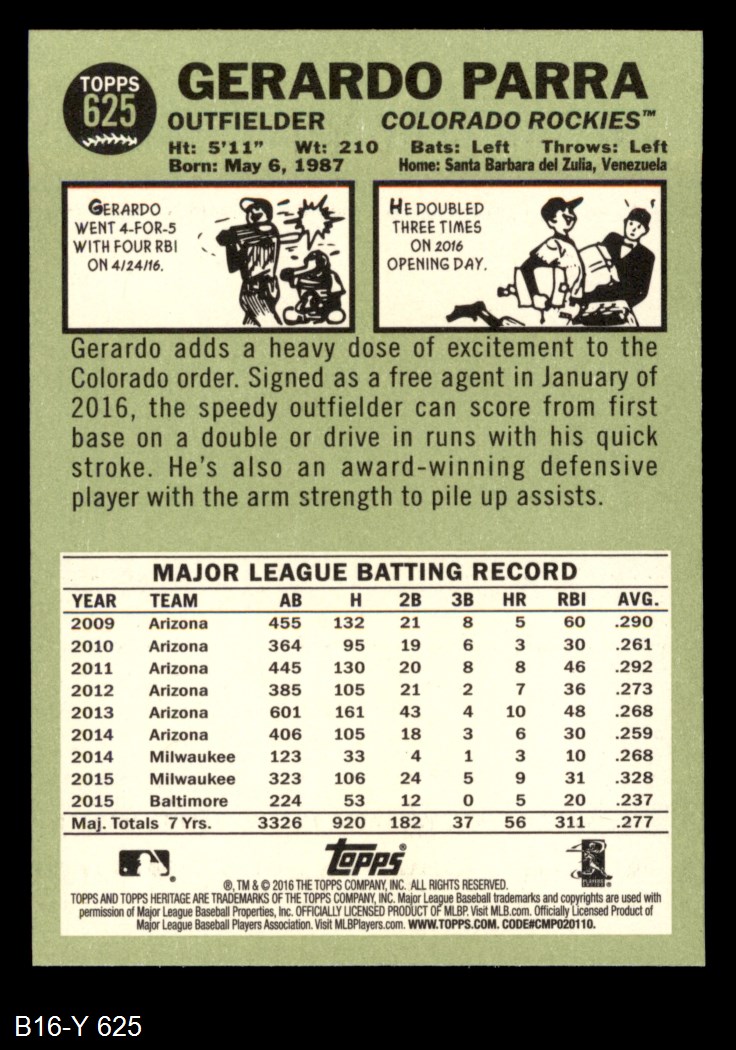 TOPPS
625
GERARDO PARRA
OUTFIELDER COLORADO ROCKIES™
Ht: 5'11" Wt: 210 Bats: Left Throws: Left
Born: May 6, 1987 Home: Santa Barbara del Zulia, Venezuela
GERARDO
WENT 4-FOR-5
WITH FOUR RBI
ON 4/24/16.
HE DOUBLED
THREE TIMES
ON 2016
OPENING DAY.
Gerardo adds a heavy dose of excitement to the
Colorado order. Signed as a free agent in January of
2016, the speedy outfielder can score from first
base on a double or drive in runs with his quick
stroke. He's also an award-winning defensive
player with the arm strength to pile up assists.
MAJOR LEAGUE BATTING RECORD
YEAR TEAM AB H 2B 3B HR RBI AVG.
2009 Arizona 455 132 21 8 5 60 .290
2010 Arizona 364 95 19 6 3 30 .261
2011 Arizona 445 130 20 8 8 46 .292
2012 Arizona 385 105 21 2 7 36 .273
2013 Arizona 601 161 43 4 10 48 .268
2014 Arizona 406 105 18 3 6 30 .259
2014 Milwaukee 123 33 4 1 3 10 .268
2015 Milwaukee 323 106 24 5 9 31 .328
2015 Baltimore 224 53 12 0 5 20 .237
Maj. Totals 7 Yrs. 3326 920 182 37 56 311 .277
Topps®
®, TM & © 2016 THE TOPPS COMPANY, INC. ALL RIGHTS RESERVED.
TOPPS AND TOPPS HERITAGE ARE TRADEMARKS OF THE TOPPS COMPANY, INC. Major League Baseball trademarks and copyrights are used with
permission of Major League Baseball Properties, Inc. OFFICIALLY LICENSED PRODUCT OF MLBP. Visit MLB.com. Officially Licensed Product of
Major League Baseball Players Association. Visit MLBPlayers.com. WWW.TOPPS.COM. CODE#CMP020110.
B16-Y 625